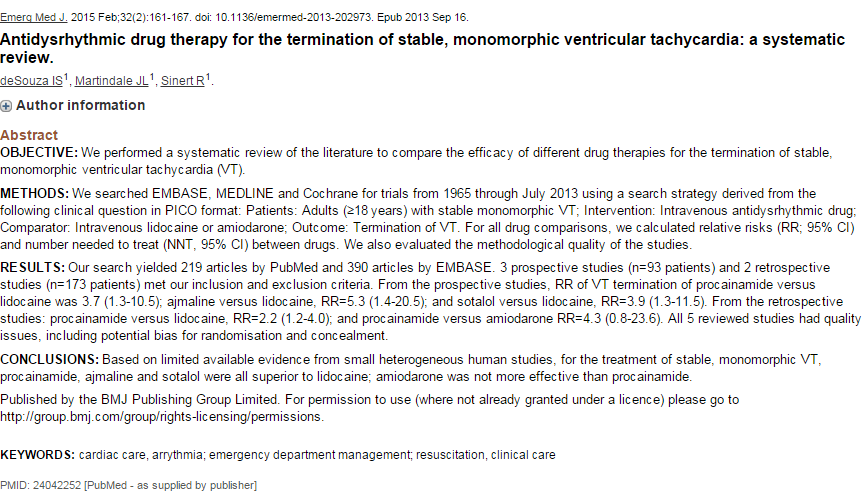 Emerg Med J. 2015 Feb;32(2):161-167. doi: 10.1136/emermed-2013-202973. Epub 2013 Sep 16.
Antidysrhythmic drug therapy for the termination of stable, monomorphic ventricular tachycardia: a systematic
review.
deSouza IS1, Martindale JL1, Sinert R1.
Author information
Abstract
OBJECTIVE: We performed a systematic review of the literature to compare the efficacy of different drug therapies for the termination of stable,
monomorphic ventricular tachycardia (VT).
METHODS: We searched EMBASE, MEDLINE and Cochrane for trials from 1965 through July 2013 using a search strategy derived from the
following clinical question in PICO format: Patients: Adults (≥18 years) with stable monomorphic VT; Intervention: Intravenous antidysrhythmic drug;
Comparator: Intravenous lidocaine or amiodarone; Outcome: Termination of VT. For all drug comparisons, we calculated relative risks (RR; 95% CI)
and number needed to treat (NNT, 95% CI) between drugs. We also evaluated the methodological quality of the studies.
RESULTS: Our search yielded 219 articles by PubMed and 390 articles by EMBASE. 3 prospective studies (n=93 patients) and 2 retrospective
studies (n=173 patients) met our inclusion and exclusion criteria. From the prospective studies, RR of VT termination of procainamide versus
lidocaine was 3.7 (1.3-10.5); ajmaline versus lidocaine, RR=5.3 (1.4-20.5); and sotalol versus lidocaine, RR=3.9 (1.3-11.5). From the retrospective
studies: procainamide versus lidocaine, RR=2.2 (1.2-4.0); and procainamide versus amiodarone RR=4.3 (0.8-23.6). All 5 reviewed studies had quality
issues, including potential bias for randomisation and concealment.
CONCLUSIONS: Based on limited available evidence from small heterogeneous human studies, for the treatment of stable, monomorphic VT,
procainamide, ajmaline and sotalol were all superior to lidocaine; amiodarone was not more effective than procainamide.
Published by the BMJ Publishing Group Limited. For permission to use (where not already granted under a licence) please go to
http://group.bmj.com/group/rights-licensing/permissions.
KEYWORDS: cardiac care, arrythmia; emergency department management; resuscitation, clinical care
PMID: 24042252 [PubMed - as supplied by publisher]